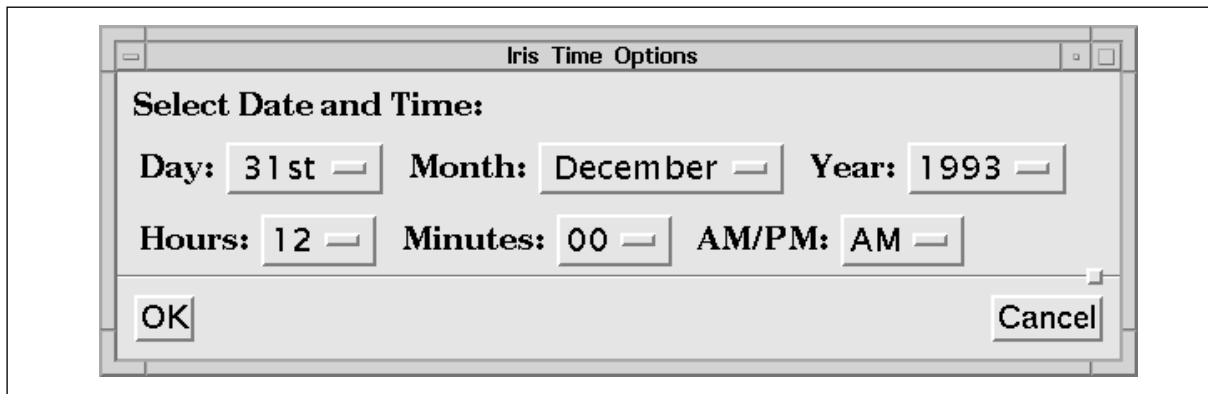 Iris Time Options
Select Date and Time:
Day: 31st Month: December Year: 1993
Hours: 12 Minutes: 00 AM/PM: AM
OK Cancel